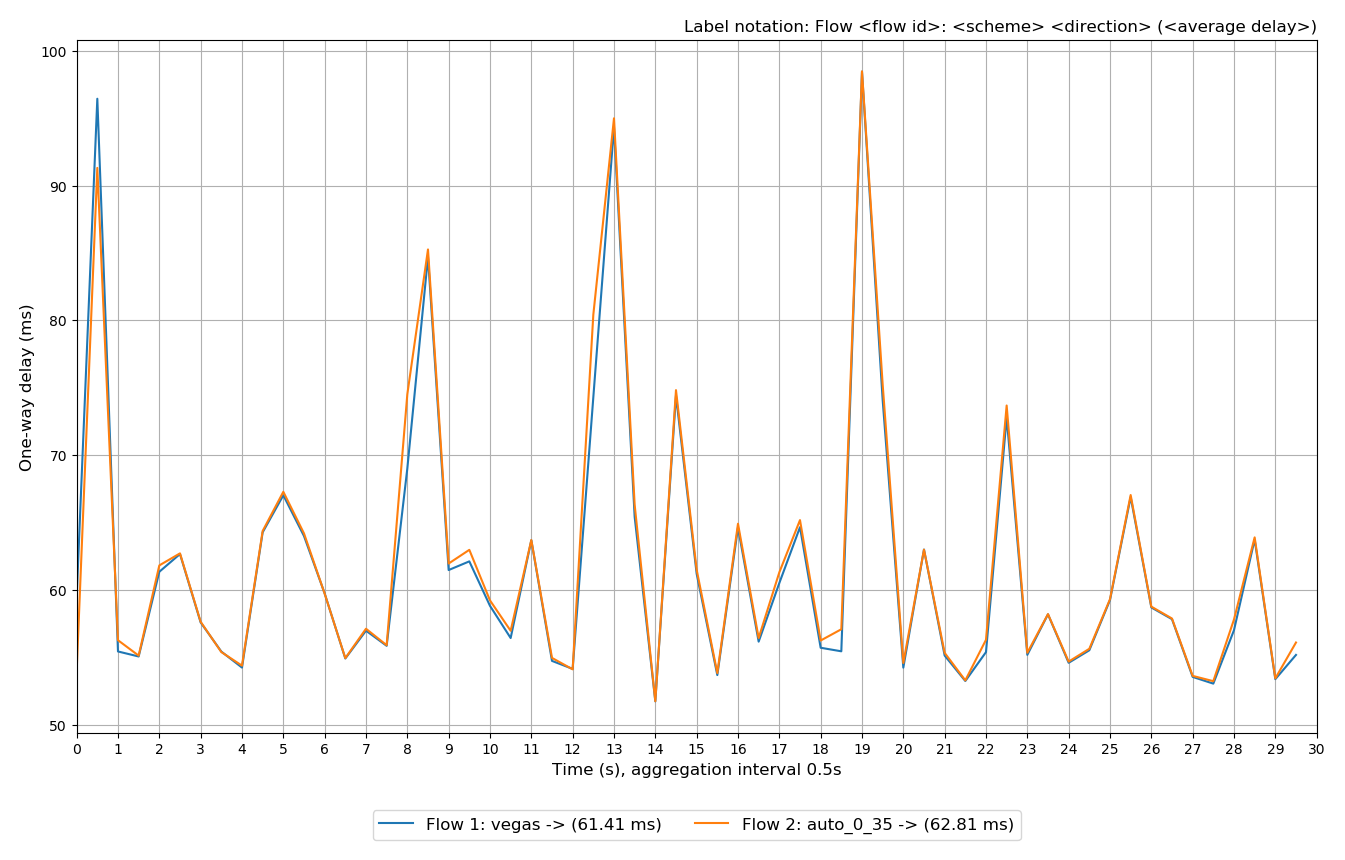 Label notation: Flow <flow id>: <scheme> <direction> (<average delay>)
100
90
80
70
60
50
One-way delay (ms)
0 1 2 3 4 5 6 7 8 9 10 11 12 13 14 15 16 17 18 19 20 21 22 23 24 25 26 27 28 29 30
Time (s), aggregation interval 0.5s
Flow 1: vegas -> (61.41 ms) Flow 2: auto_0_35 -> (62.81 ms)